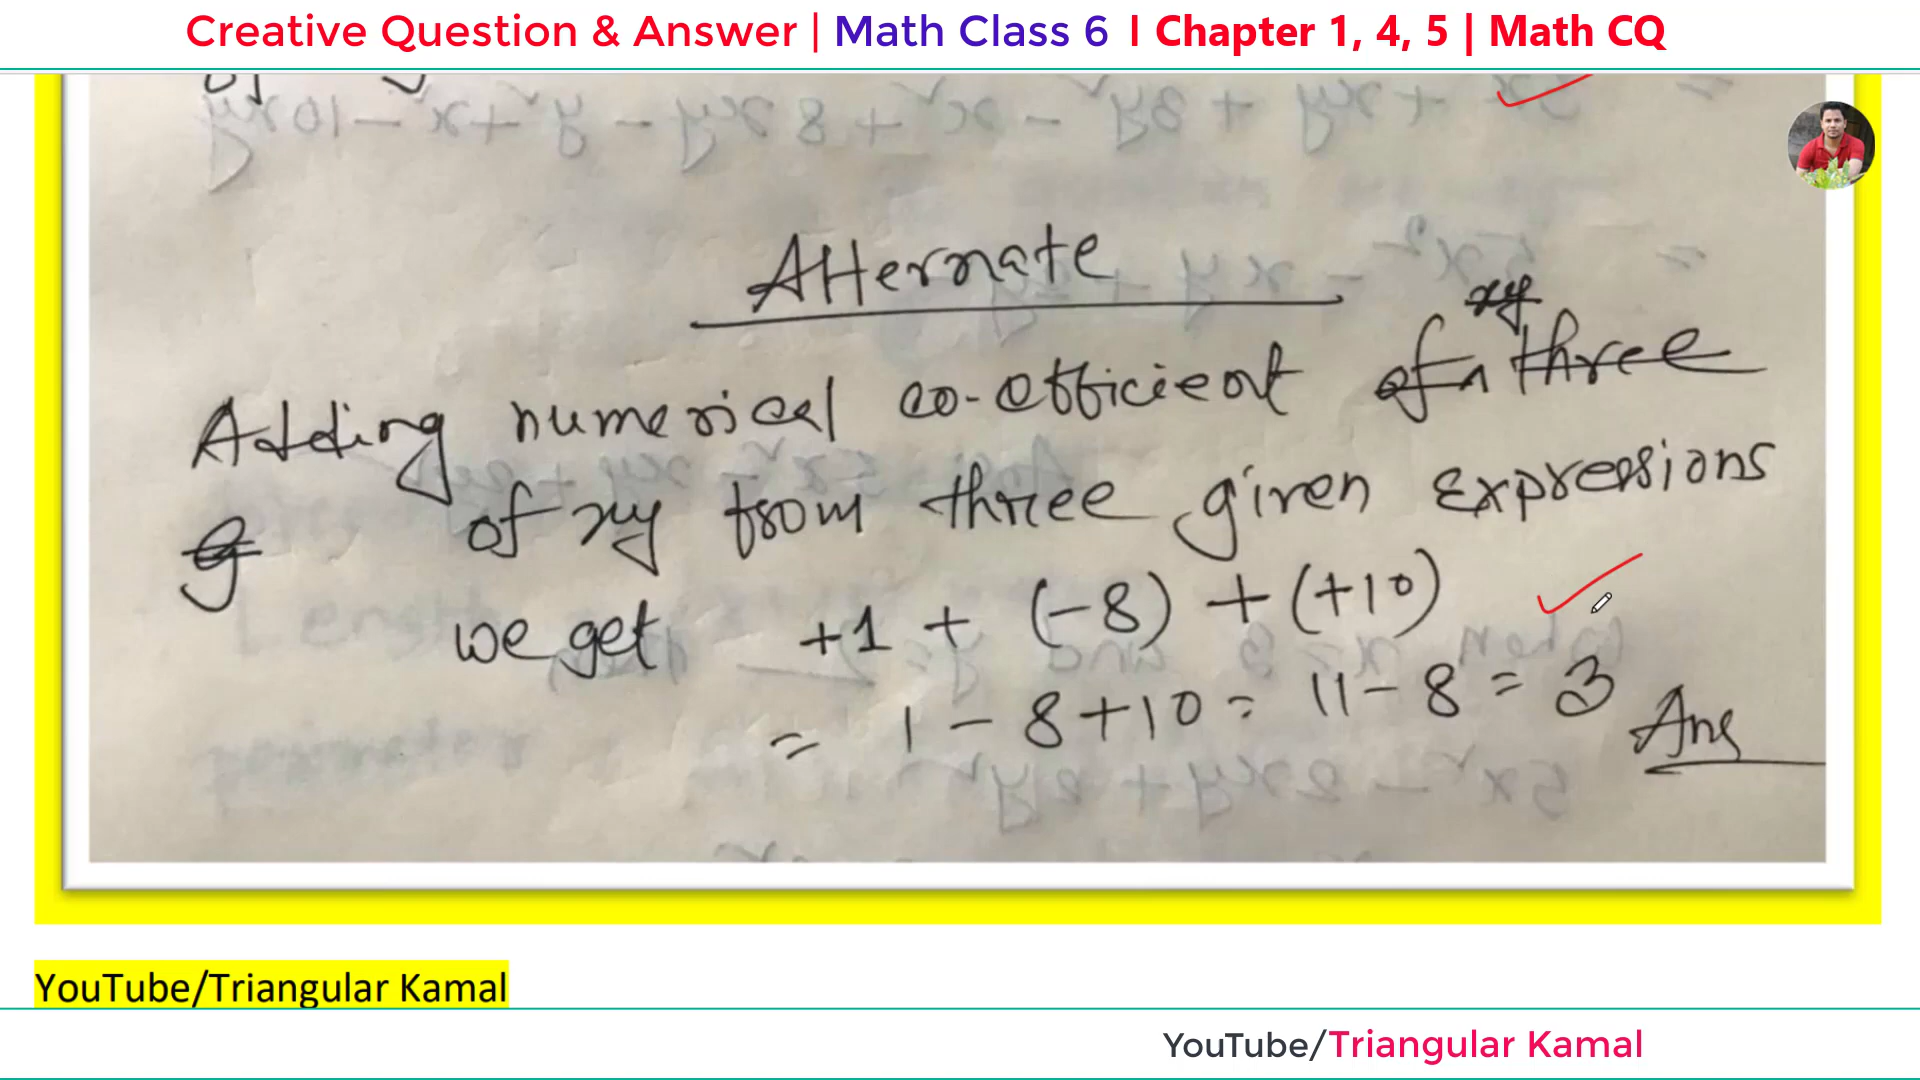 Creative Question & Answer | Math Class 6 I Chapter 1, 4, 5 | Math CQ
Alternate
xy
Adding numerical co-efficient of three
of xy from three given expressions
we get +1 + (-8) + (+10)
= 1 - 8 + 10 = 11 - 8 = 3 Ans
YouTube/Triangular Kamal
YouTube/Triangular Kamal